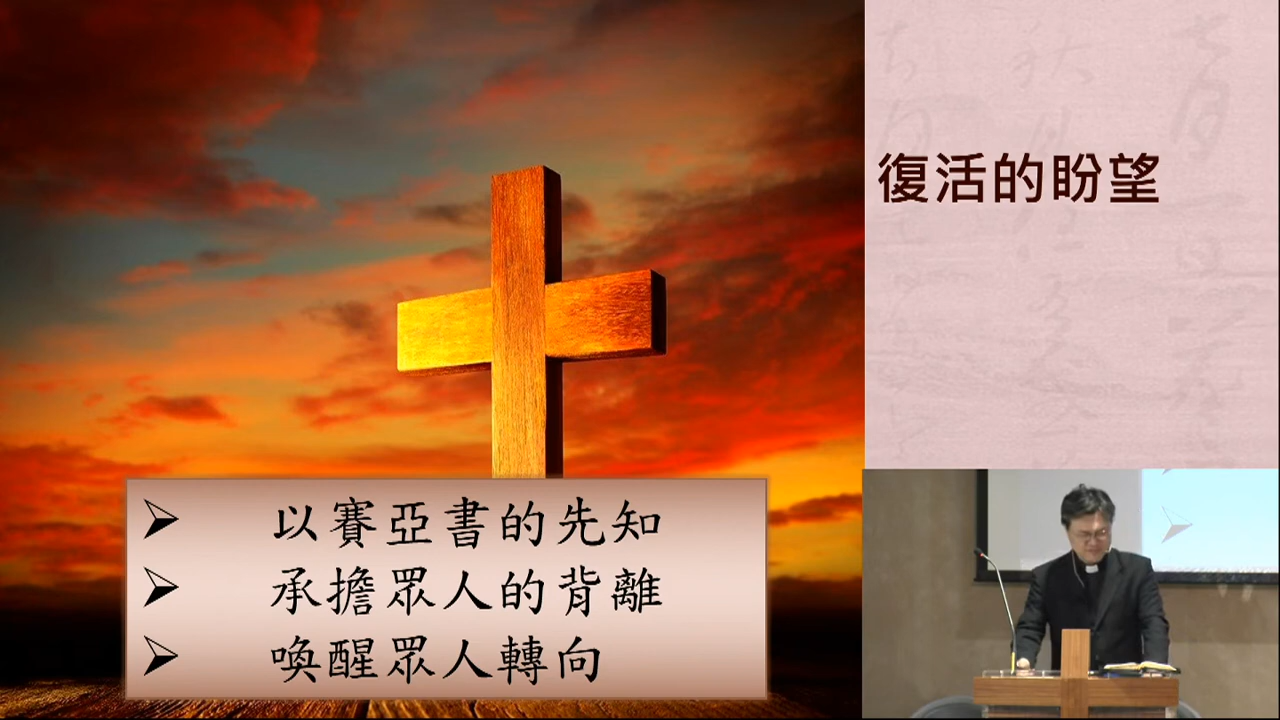 復活的盼望
以賽亞書的先知
承擔眾人的背離
喚醒眾人轉向